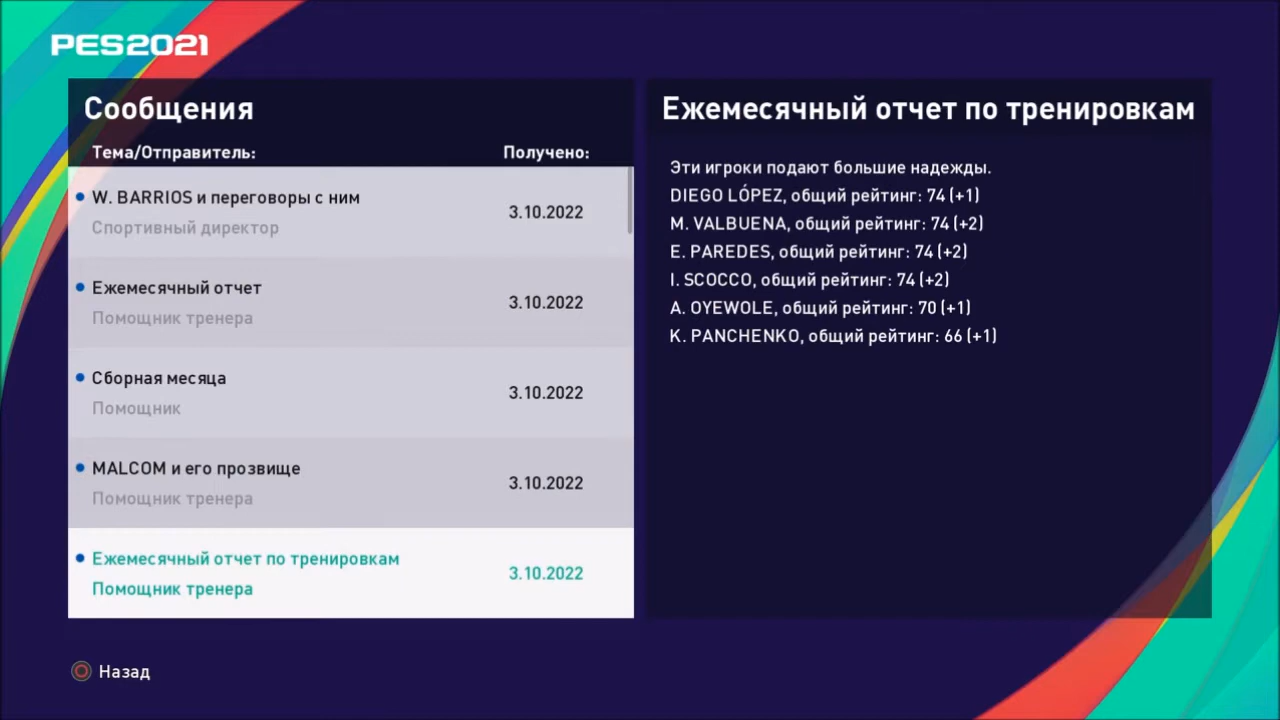 PES2021
Сообщения
Тема/Отправитель: Получено:
W. BARRIOS и переговоры с ним
Спортивный директор
3.10.2022
Ежемесячный отчет
Помощник тренера
3.10.2022
Сборная месяца
Помощник
3.10.2022
MALCOM и его прозвище
Помощник тренера
3.10.2022
Ежемесячный отчет по тренировкам
Помощник тренера
3.10.2022
Ежемесячный отчет по тренировкам
Эти игроки подают большие надежды.
DIEGO LÓPEZ, общий рейтинг: 74 (+1)
M. VALBUENA, общий рейтинг: 74 (+2)
E. PAREDES, общий рейтинг: 74 (+2)
I. SCOCCO, общий рейтинг: 74 (+2)
A. OYEWOLE, общий рейтинг: 70 (+1)
K. PANCHENKO, общий рейтинг: 66 (+1)
Назад